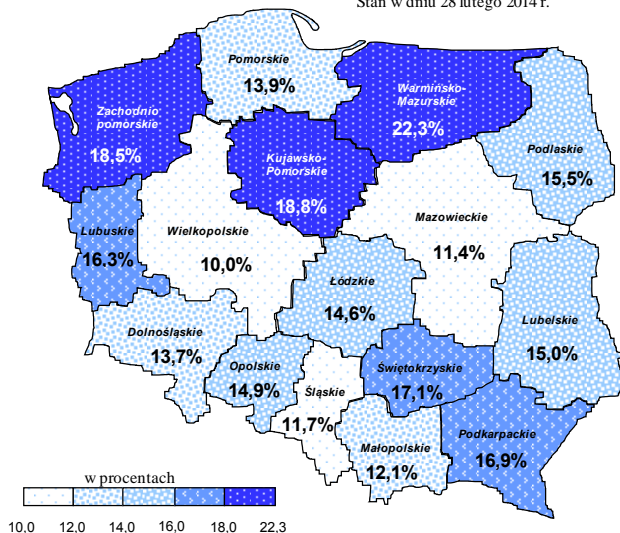 Stan w dniu 28 lutego 2014 r.
Pomorskie
13,9%
Warmińsko-
Mazurskie
22,3%
Zachodnio
pomorskie
18,5%
Podlaskie
15,5%
Kujawsko-
Pomorskie
18,8%
Mazowieckie
11,4%
Lubuskie
16,3%
Wielkopolskie
10,0%
Łódzkie
14,6%
Lubelskie
15,0%
Dolnośląskie
13,7%
Opolskie
14,9%
Śląskie
11,7%
Świętokrzyskie
17,1%
Małopolskie
12,1%
Podkarpackie
16,9%
w procentach
10,0 12,0 14,0 16,0 18,0 22,3